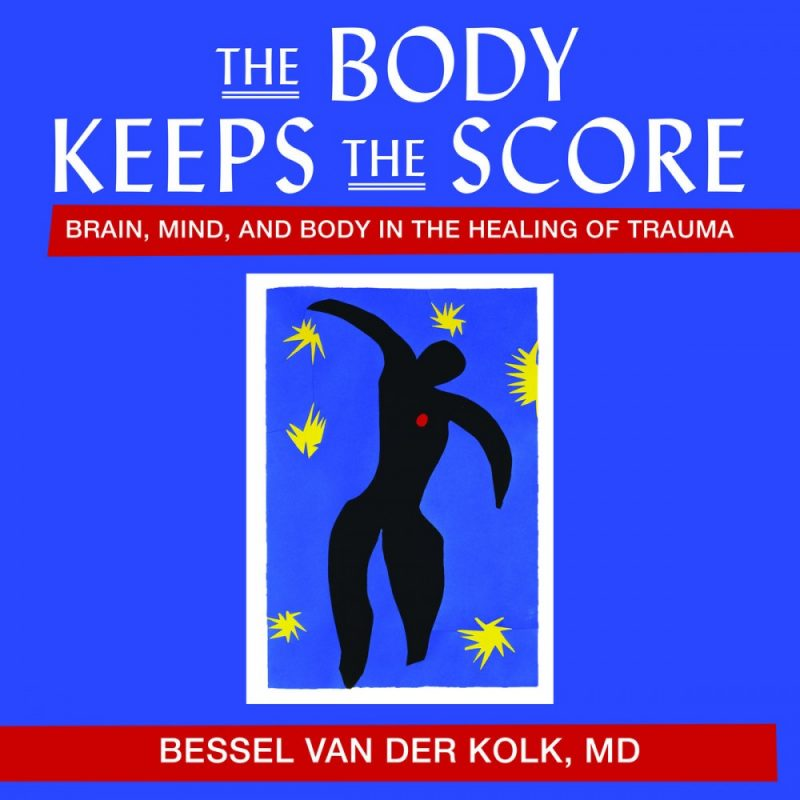 THE BODY
KEEPS THE SCORE
BRAIN, MIND, AND BODY IN THE HEALING OF TRAUMA
BESSEL VAN DER KOLK, MD